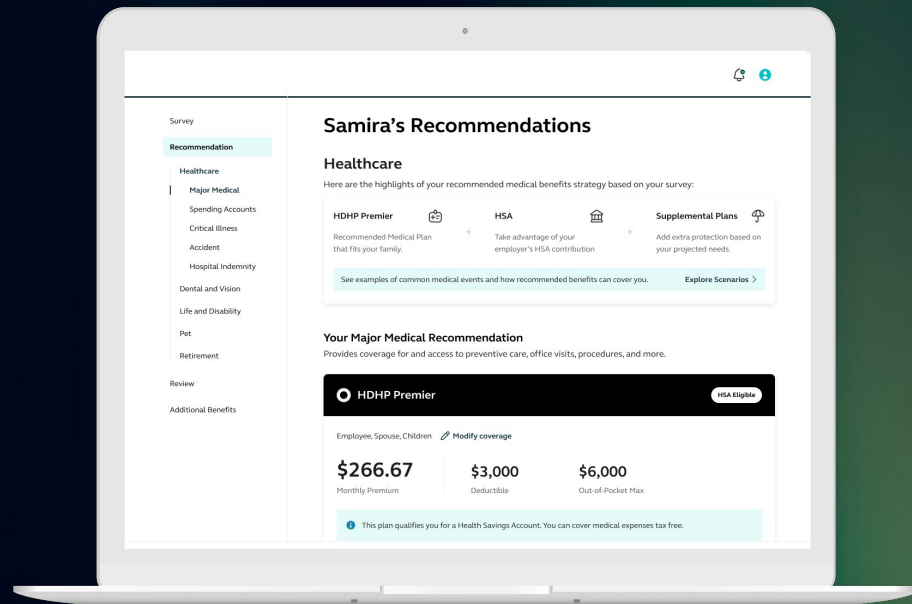 Survey
Recommendation
Healthcare
Major Medical
Spending Accounts
Critical Illness
Accident
Hospital Indemnity
Dental and Vision
Life and Disability
Pet
Retirement
Review
Additional Benefits
Samira's Recommendations
Healthcare
Here are the highlights of your recommended medical benefits strategy based on your survey:
HDHP Premier
Recommended Medical Plan
that fits your family.
+
HSA
Take advantage of your
employer's HSA contribution
+
Supplemental Plans
Add extra protection based on
your projected needs.
See examples of common medical events and how recommended benefits can cover you. Explore Scenarios >
Your Major Medical Recommendation
Provides coverage for and access to preventive care, office visits, procedures, and more.
HDHP Premier HSA Eligible
Employee, Spouse, Children Modify coverage
$266.67 $3,000 $6,000
Monthly Premium Deductible Out-of-Pocket Max
This plan qualifies you for a Health Savings Account. You can cover medical expenses tax free.